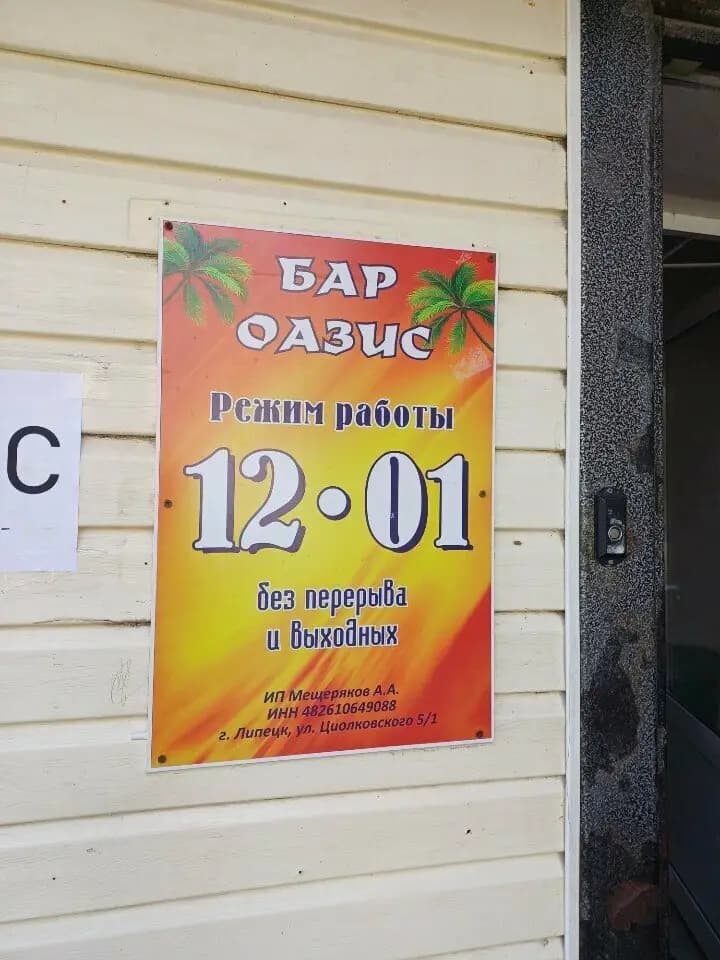 БАР
ОАЗИС
Режим работы
12•01
без перерыва
и выходных
ИП Мещеряков А.А.
ИНН 482610649088
г. Липецк, ул. Циолковского 5/1
С